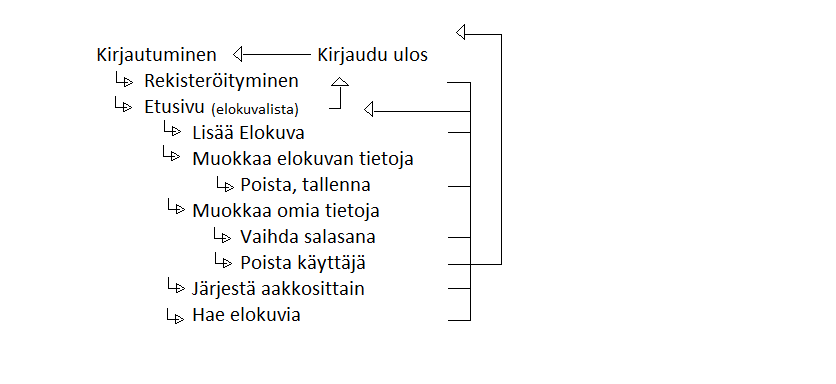 Kirjautuminen Kirjaudu ulos
Rekisteröityminen
Etusivu (elokuvalista)
Lisää Elokuva
Muokkaa elokuvan tietoja
Poista, tallenna
Muokkaa omia tietoja
Vaihda salasana
Poista käyttäjä
Järjestä aakkosittain
Hae elokuvia